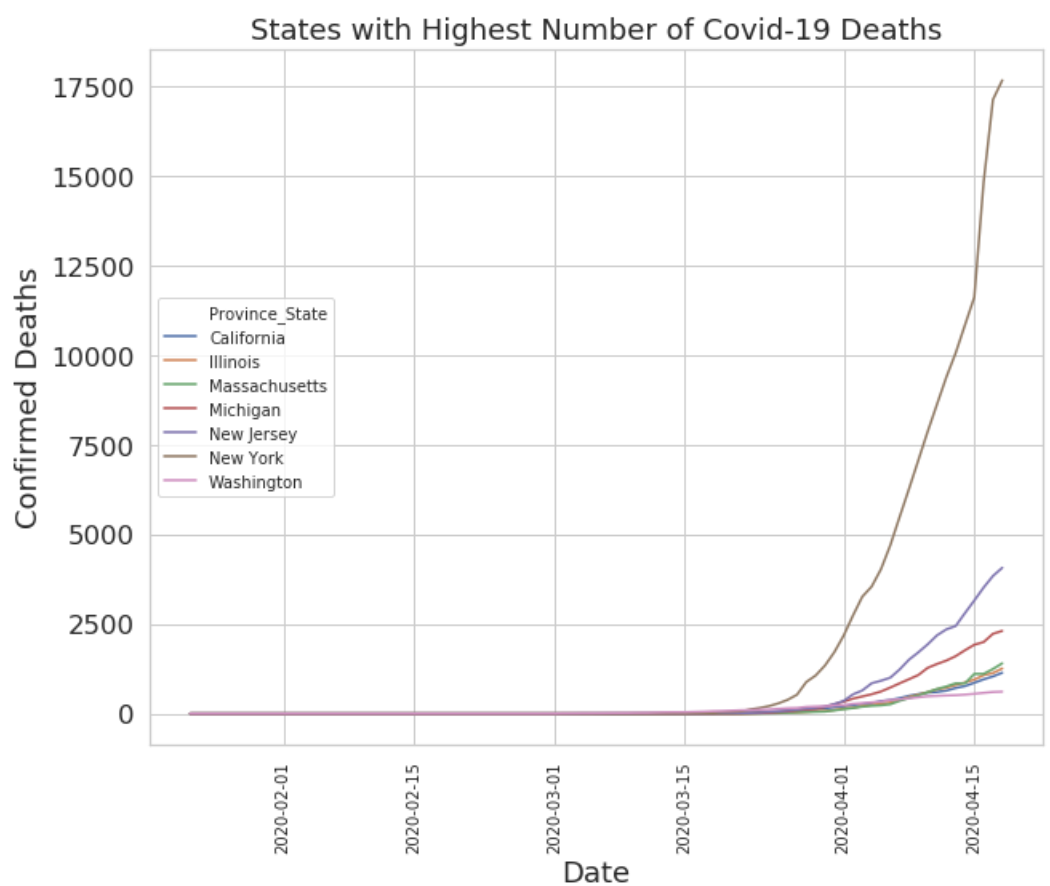 States with Highest Number of Covid-19 Deaths
Confirmed Deaths
17500
15000
12500
10000
7500
5000
2500
0
Province_State
California
Illinois
Massachusetts
Michigan
New Jersey
New York
Washington
2020-02-01
2020-02-15
2020-03-01
2020-03-15
2020-04-01
2020-04-15
Date